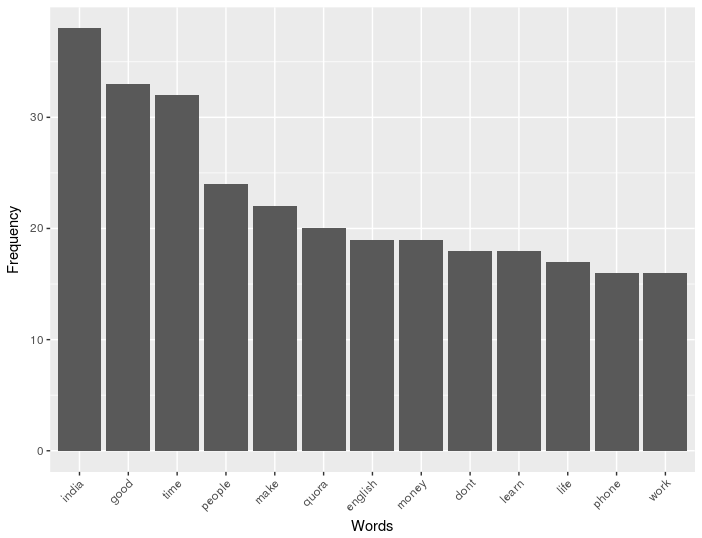 Frequency
30
20
10
0
india
good
time
people
make
quora
english
money
dont
learn
life
phone
work
Words